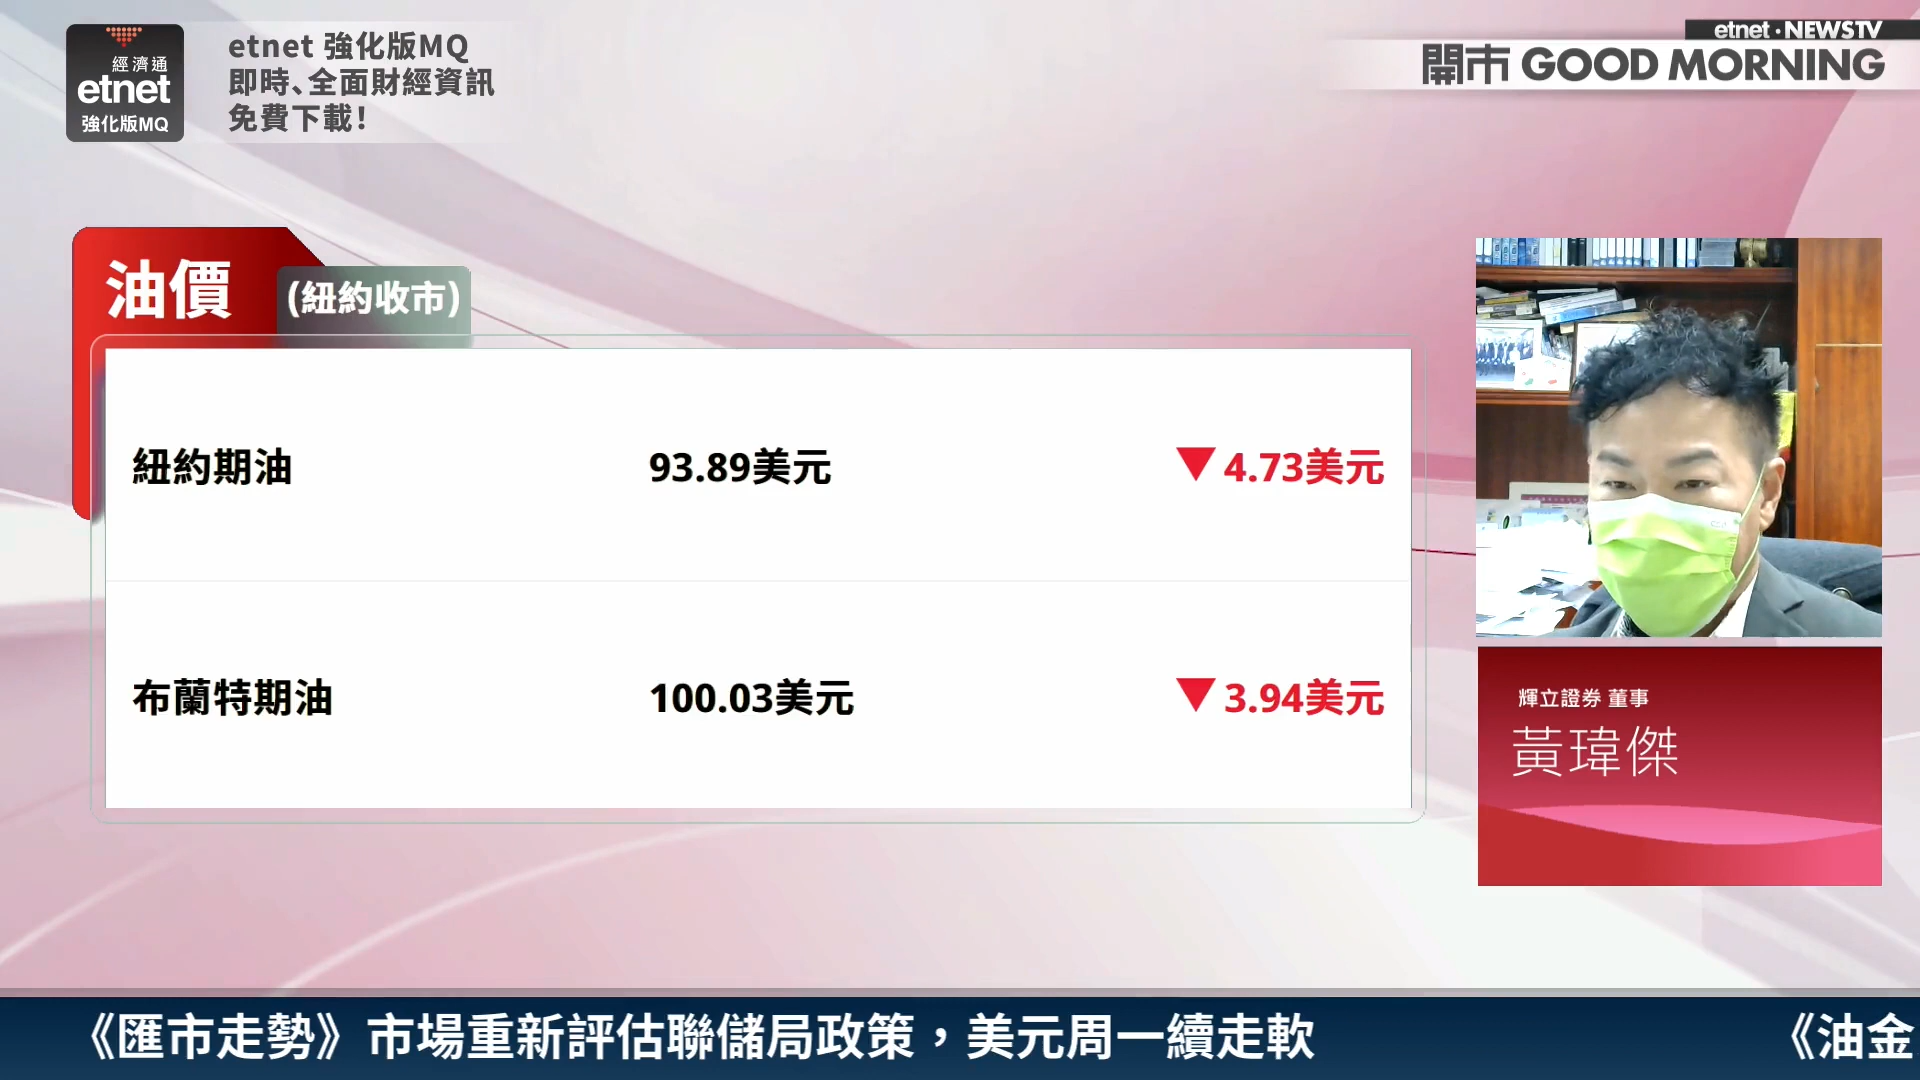 經濟通
etnet
強化版MQ
etnet 強化版MQ
即時、全面財經資訊
免費下載!
etnet · NEWSTV
開市 GOOD MORNING
油價
(紐約收市)
紐約期油 93.89美元 ▼4.73美元
布蘭特期油 100.03美元 ▼3.94美元
輝立證券 董事
黃瑋傑
《匯市走勢》市場重新評估聯儲局政策，美元周一續走軟
《油金